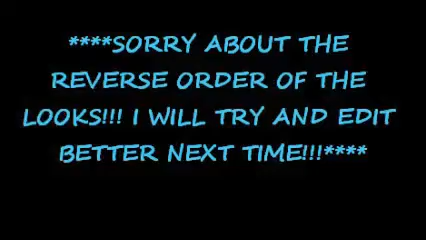 ****SORRY ABOUT THE
REVERSE ORDER OF THE
LOOKS!!! I WILL TRY AND EDIT
BETTER NEXT TIME!!!****